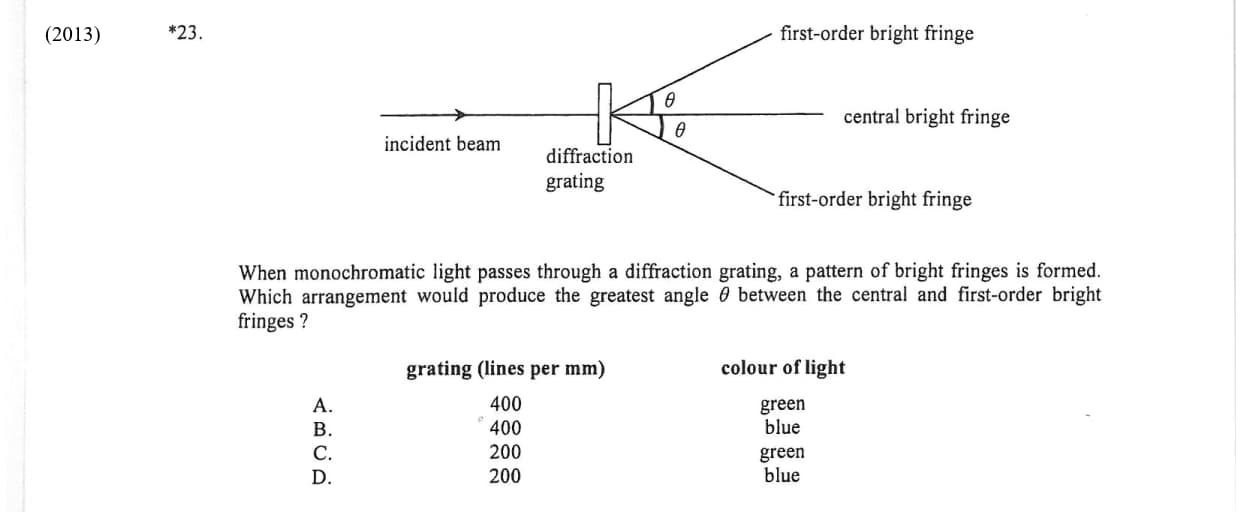 (2013) *23.
first-order bright fringe
θ
central bright fringe
θ
incident beam
diffraction
grating
first-order bright fringe
When monochromatic light passes through a diffraction grating, a pattern of bright fringes is formed.
Which arrangement would produce the greatest angle θ between the central and first-order bright
fringes ?
grating (lines per mm) colour of light
A. 400 green
B. 400 blue
C. 200 green
D. 200 blue